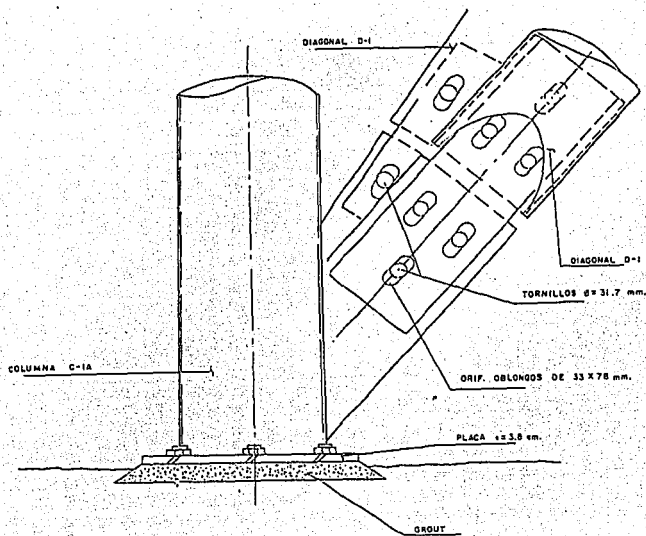 DIAGONAL D-1
DIAGONAL D-1
TORNILLOS d= 31.7 mm.
COLUMNA C-1A
ORIF. OBLONGOS DE 33 X 78 mm.
PLACA e= 3.8 cm.
GROUT